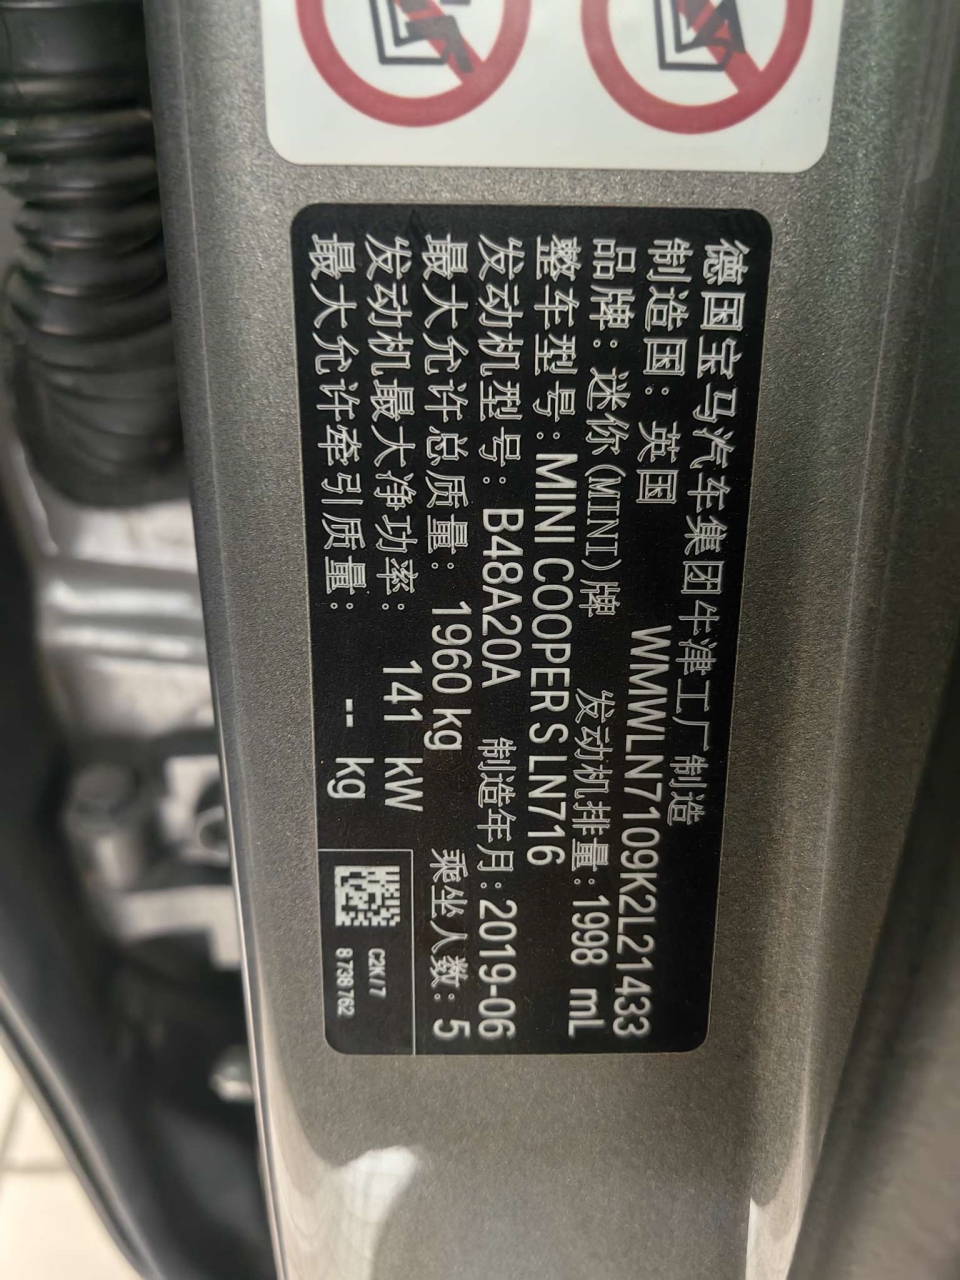 德国宝马汽车集团牛津工厂制造
制造国：英国 WMWLN7109K2L21433
品牌：迷你(MINI)牌 发动机排量：1998 mL
整车型号：MINI COOPER S LN716
发动机型号：B48A20A 制造年月：2019-06
最大允许总质量：1960 kg 乘坐人数：5
发动机最大净功率：141 kW
最大允许牵引质量：-- kg
C2K/7
8 738 762